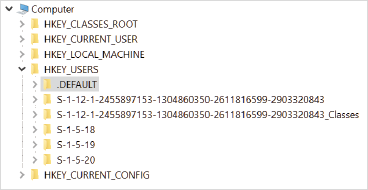 Computer
HKEY_CLASSES_ROOT
HKEY_CURRENT_USER
HKEY_LOCAL_MACHINE
HKEY_USERS
.DEFAULT
S-1-12-1-2455897153-1304860350-2611816599-2903320843
S-1-12-1-2455897153-1304860350-2611816599-2903320843_Classes
S-1-5-18
S-1-5-19
S-1-5-20
HKEY_CURRENT_CONFIG